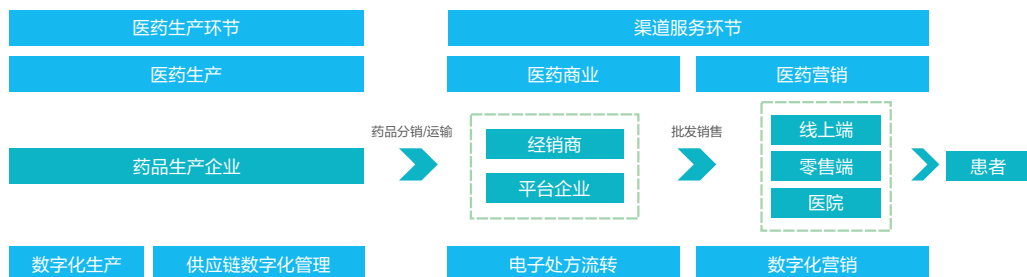 医药生产环节
渠道服务环节
医药生产
医药商业
医药营销
药品分销/运输
批发销售
药品生产企业
经销商
平台企业
线上端
零售端
医院
患者
数字化生产
供应链数字化管理
电子处方流转
数字化营销